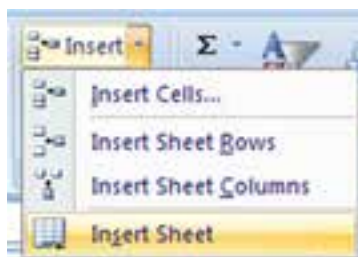 Insert Σ A
Insert Cells...
Insert Sheet Rows
Insert Sheet Columns
Insert Sheet